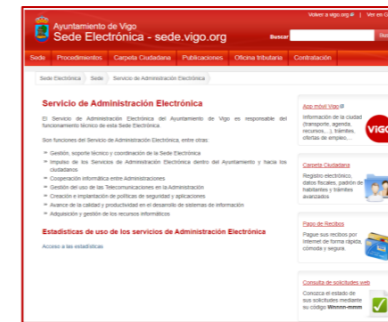 Volver a vigo.org | Ver en G
Ayuntamiento de Vigo
Sede Electrónica - sede.vigo.org
Buscar
Sede Procedimientos Carpeta Ciudadana Publicaciones Oficina tributaria Contratación
Sede Electrónica Sede Servicio de Administración Electrónica
Servicio de Administración Electrónica
El Servicio de Administración Electrónica del Ayuntamiento de Vigo es responsable del
funcionamiento técnico de esta Sede Electrónica.
Son funciones del Servicio de Administración Electrónica, entre otras:
Gestión, soporte técnico y coordinación de la Sede Electrónica
Impulso de los Servicios de Administración Electrónica dentro del Ayuntamiento y hacia los
ciudadanos
Cooperación informática entre Administraciones
Gestión del uso de las Telecomunicaciones en la Administración
Creación e implantación de políticas de seguridad y aplicaciones
Avance de la calidad y productividad en el desarrollo de sistemas de información
Adquisición y gestión de los recursos informáticos
Estadísticas de uso de los servicios de Administración Electrónica
Acceso a las estadísticas
App móvil Vigo
Información de la ciudad
(transporte, agenda,
recursos,...), trámites,
ofertas de empleo,...
VIGO
Carpeta Ciudadana
Registro electrónico,
datos fiscales, padrón de
habitantes y trámites
avanzados
Pago de Recibos
Pague sus recibos por
Internet de forma rápida,
cómoda y segura.
Consulta de solicitudes web
Conozca el estado de
sus solicitudes mediante
su código Wnnnn-mmm